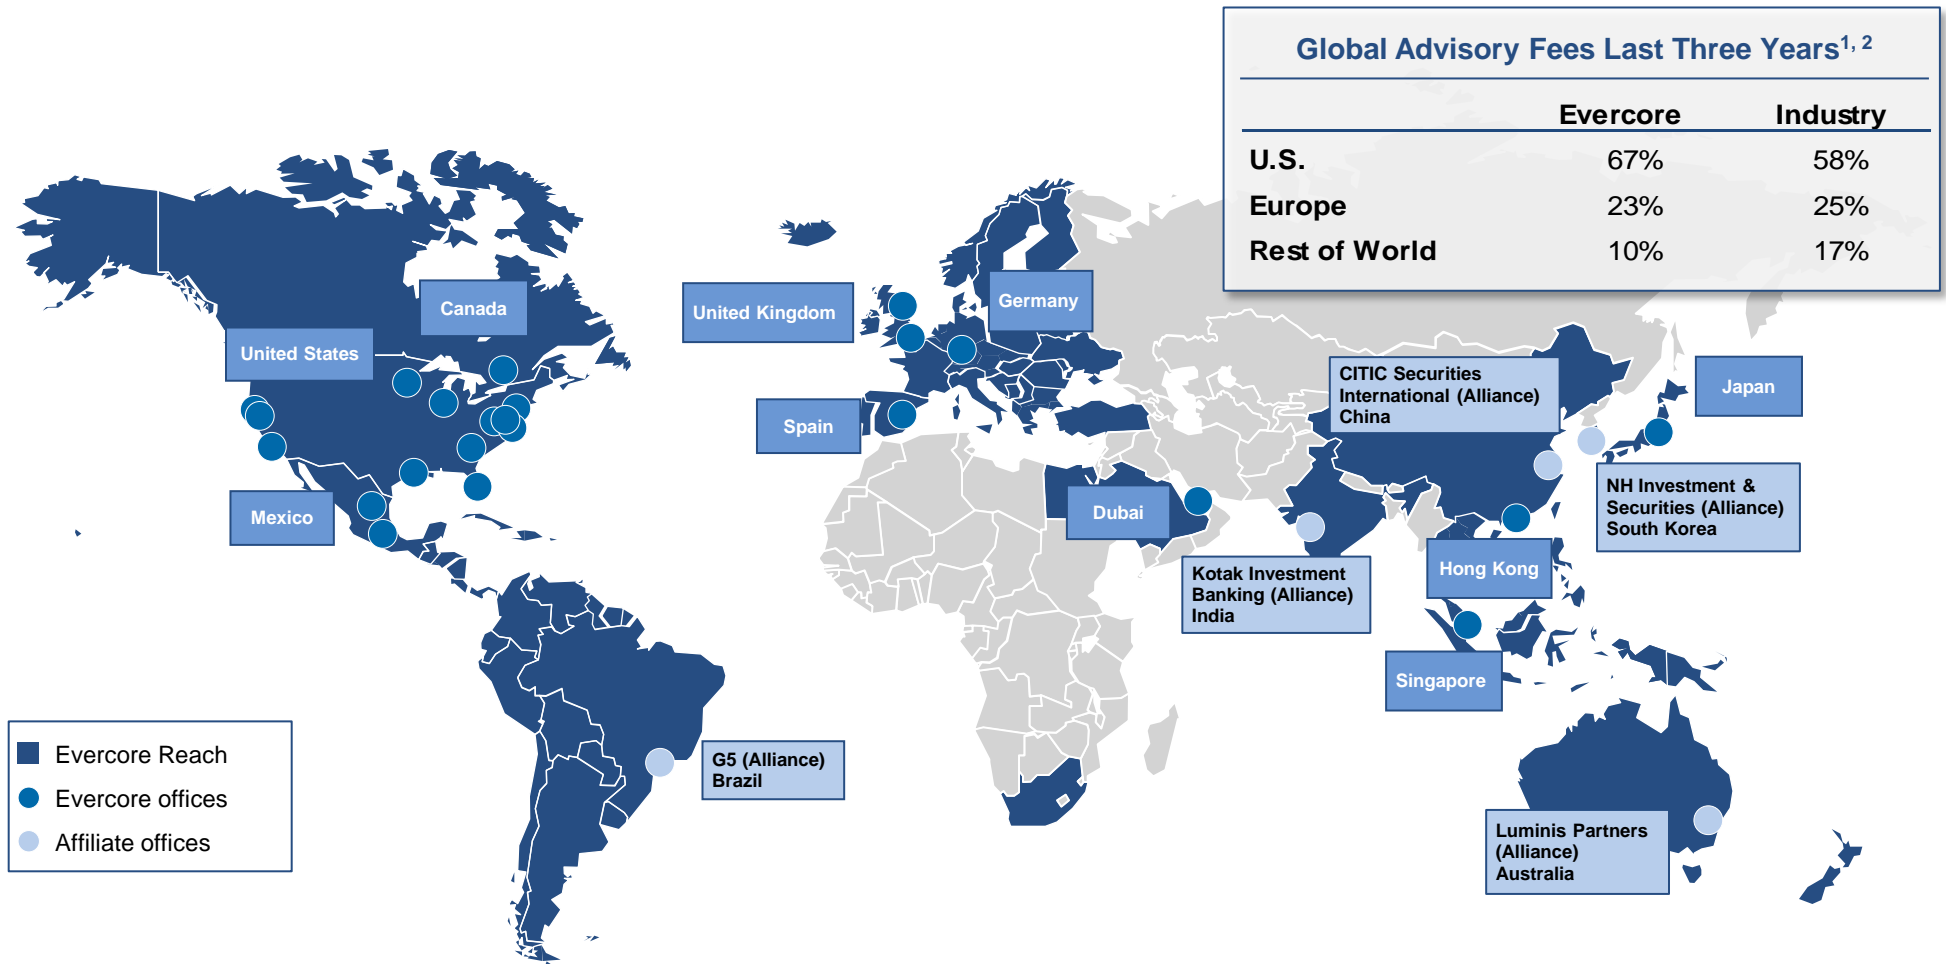 Global Advisory Fees Last Three Years1, 2
Evercore Industry
U.S. 67% 58%
Europe 23% 25%
Rest of World 10% 17%
Canada
United States
Mexico
United Kingdom
Germany
Spain
Dubai
CITIC Securities
International (Alliance)
China
Japan
NH Investment &
Securities (Alliance)
South Korea
Kotak Investment
Banking (Alliance)
India
Hong Kong
Singapore
G5 (Alliance)
Brazil
Luminis Partners
(Alliance)
Australia
Evercore Reach
Evercore offices
Affiliate offices